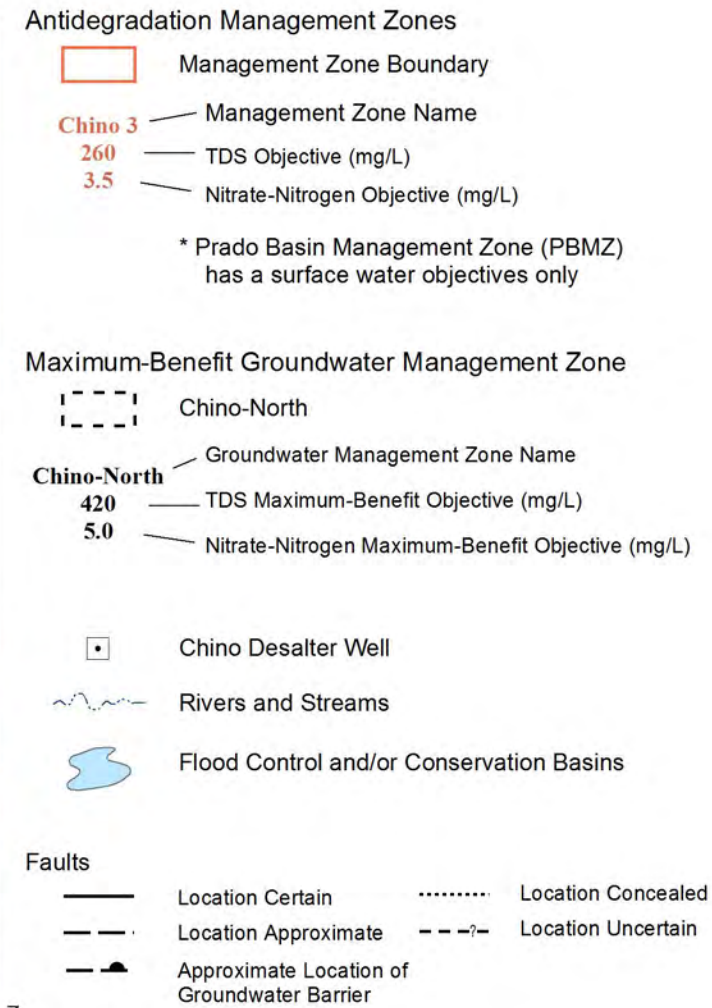 Antidegradation Management Zones
Management Zone Boundary
Chino 3
260
3.5
Management Zone Name
TDS Objective (mg/L)
Nitrate-Nitrogen Objective (mg/L)
* Prado Basin Management Zone (PBMZ)
has a surface water objectives only
Maximum-Benefit Groundwater Management Zone
Chino-North
Chino-North
420
5.0
Groundwater Management Zone Name
TDS Maximum-Benefit Objective (mg/L)
Nitrate-Nitrogen Maximum-Benefit Objective (mg/L)
Chino Desalter Well
Rivers and Streams
Flood Control and/or Conservation Basins
Faults
Location Certain
Location Concealed
Location Approximate
?
Location Uncertain
Approximate Location of
Groundwater Barrier